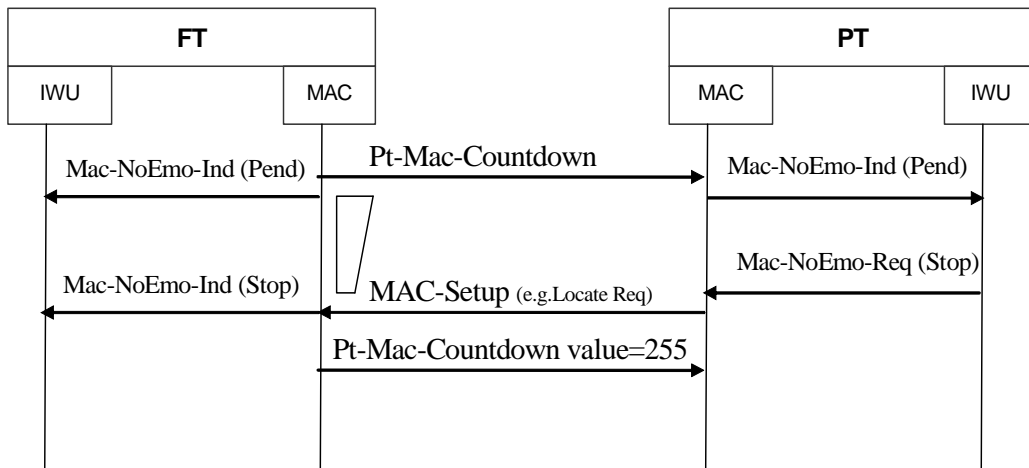 FT
PT
IWU
MAC
MAC
IWU
Pt-Mac-Countdown
Mac-NoEmo-Ind (Pend)
Mac-NoEmo-Ind (Pend)
Mac-NoEmo-Req (Stop)
Mac-NoEmo-Ind (Stop)
MAC-Setup (e.g.Locate Req)
Pt-Mac-Countdown value=255